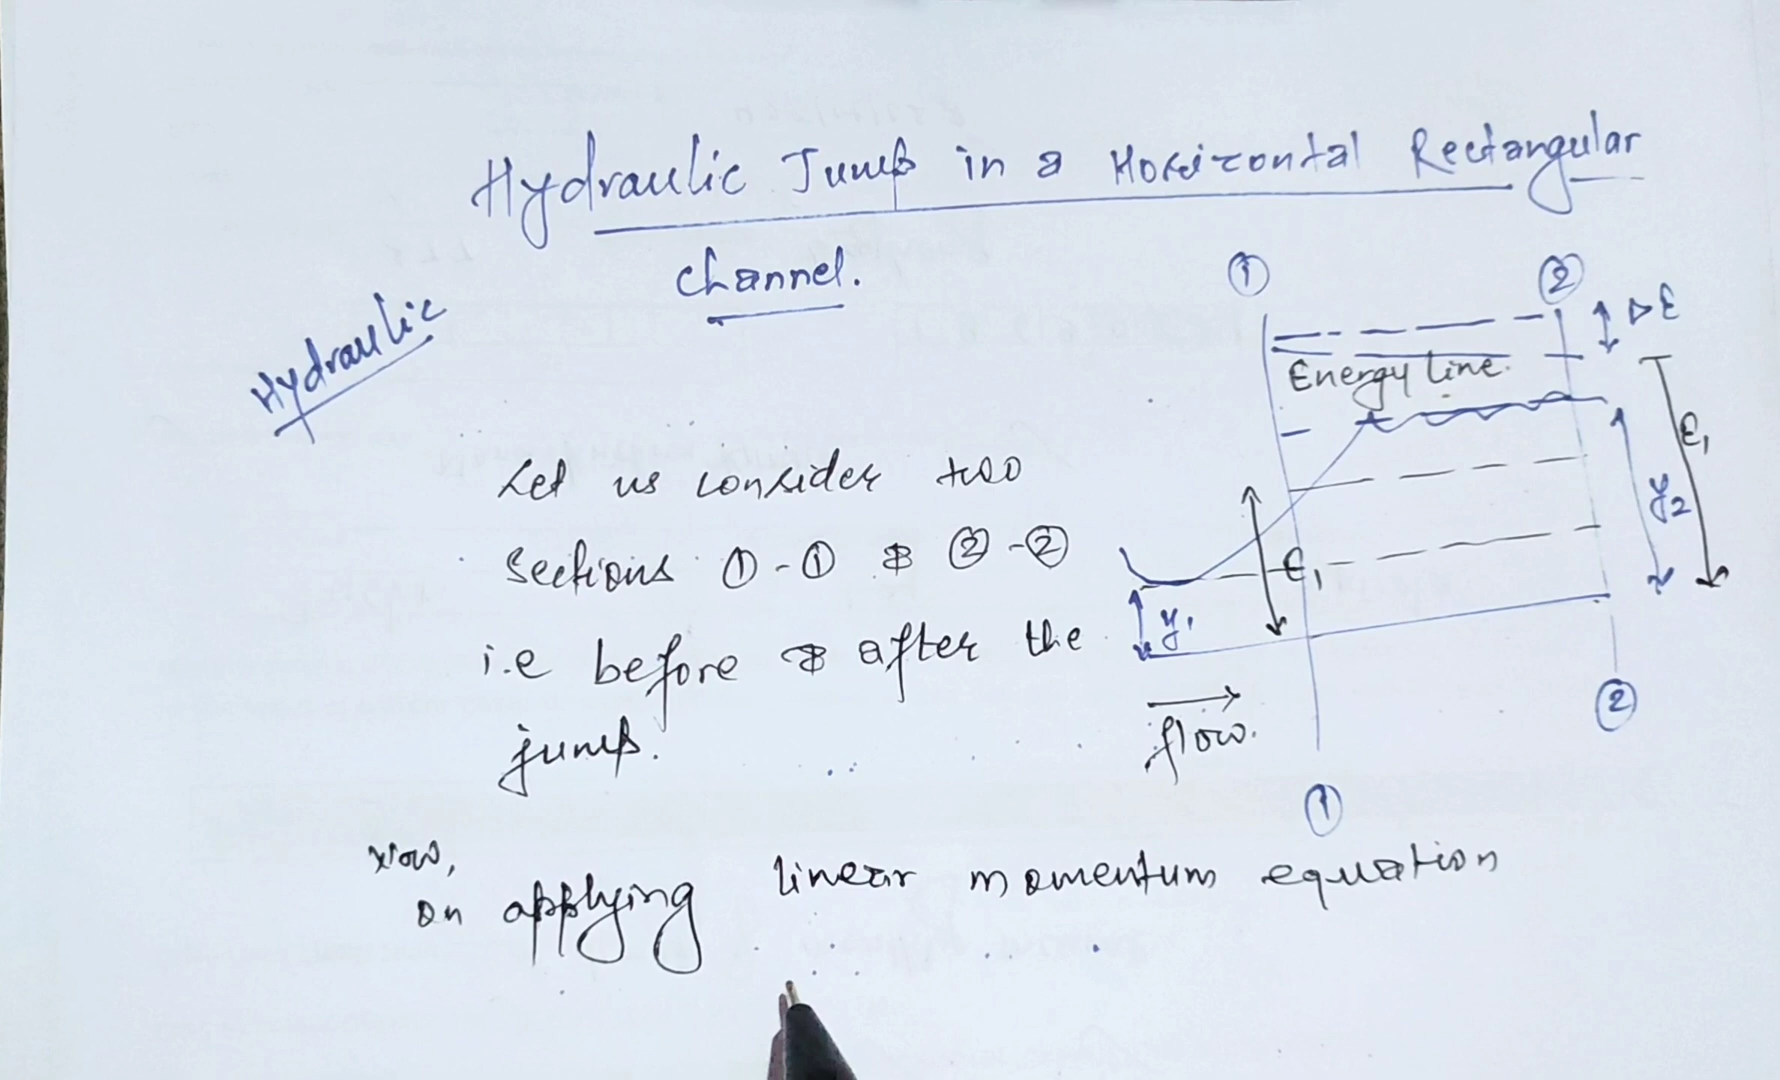 Hydraulic Jump in a Horizontal Rectangular
channel.
Hydraulic
① ②
ΔE
Energy line.
E₁
y₂
Let us consider two
sections ①-① & ②-②
E₁
y₁
i.e before & after the
jump.
flow.
②
①
Now,
on applying linear momentum equation